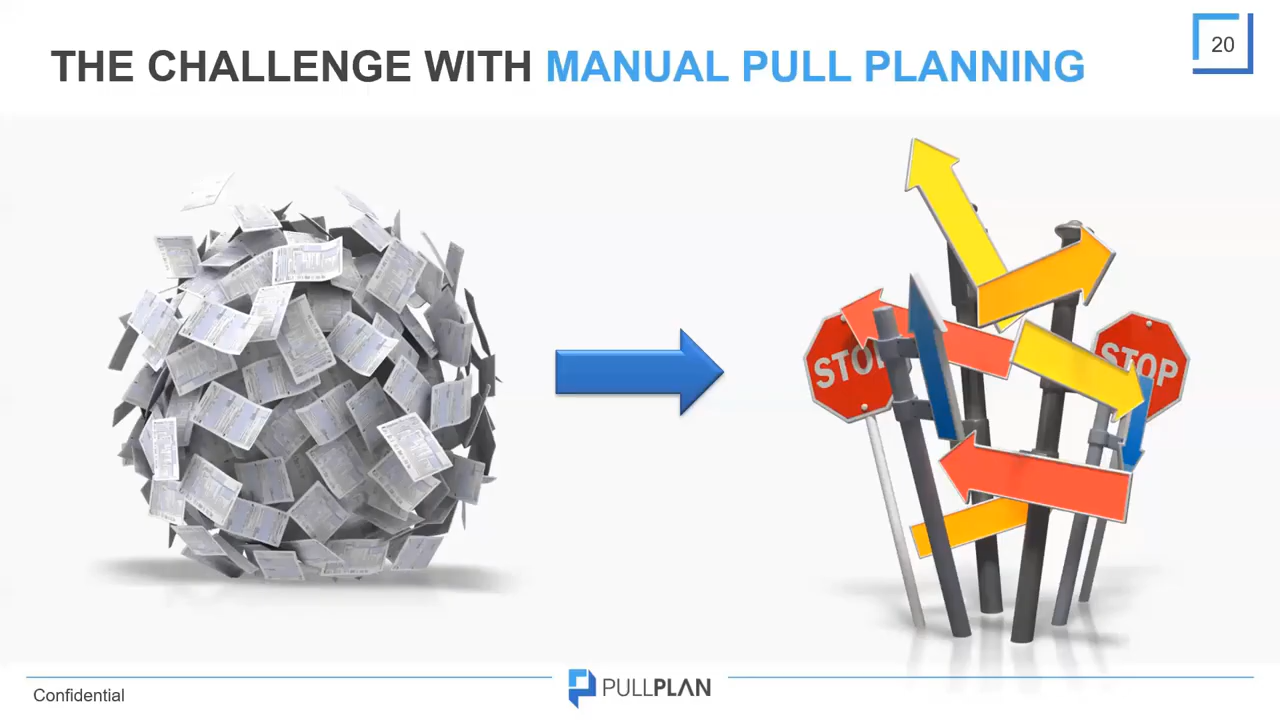 THE CHALLENGE WITH MANUAL PULL PLANNING
20
STOP
STOP
Confidential
PULLPLAN